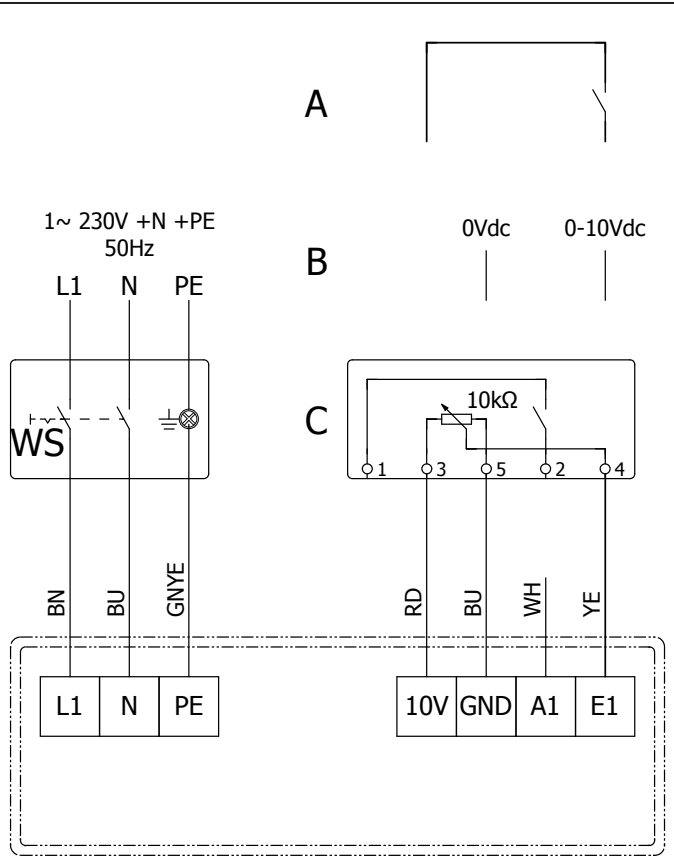 A
1~ 230V +N +PE
50Hz
0Vdc 0-10Vdc
B
L1 N PE
10kΩ
C
WS
1 3 5 2 4
BN BU GNYE RD BU WH YE
L1 N PE 10V GND A1 E1